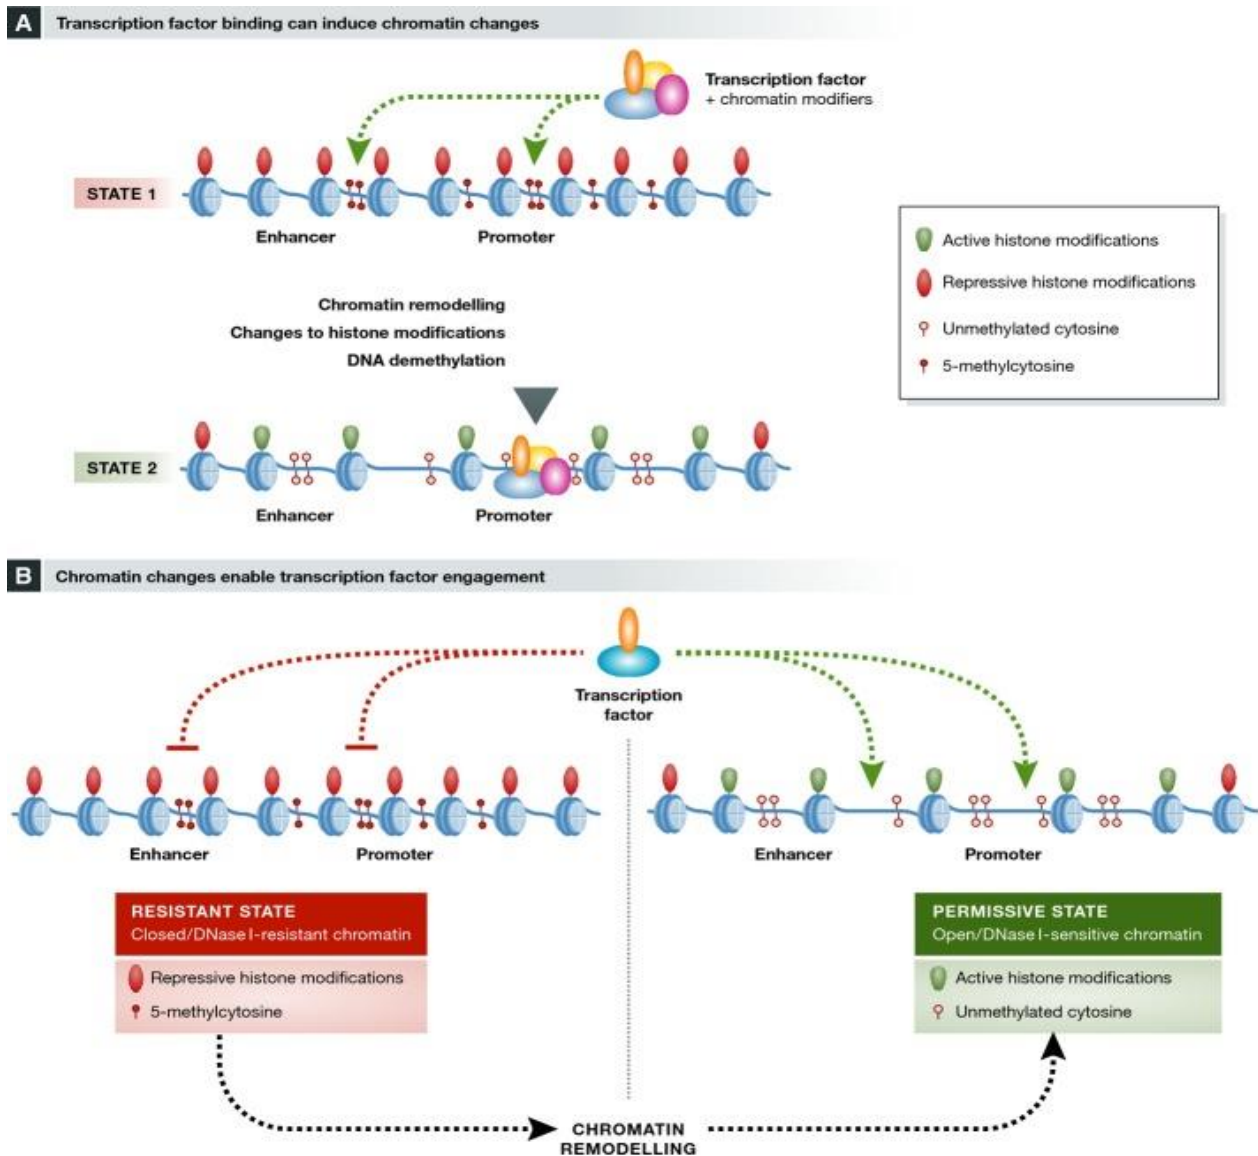 A Transcription factor binding can induce chromatin changes
Transcription factor
+ chromatin modifiers
STATE 1
Enhancer
Promoter
Active histone modifications
Repressive histone modifications
Unmethylated cytosine
5-methylcytosine
Chromatin remodelling
Changes to histone modifications
DNA demethylation
STATE 2
Enhancer
Promoter
B Chromatin changes enable transcription factor engagement
Transcription
factor
Enhancer
Promoter
Enhancer
Promoter
RESISTANT STATE
Closed/DNase I-resistant chromatin
Repressive histone modifications
5-methylcytosine
PERMISSIVE STATE
Open/DNase I-sensitive chromatin
Active histone modifications
Unmethylated cytosine
CHROMATIN
REMODELLING